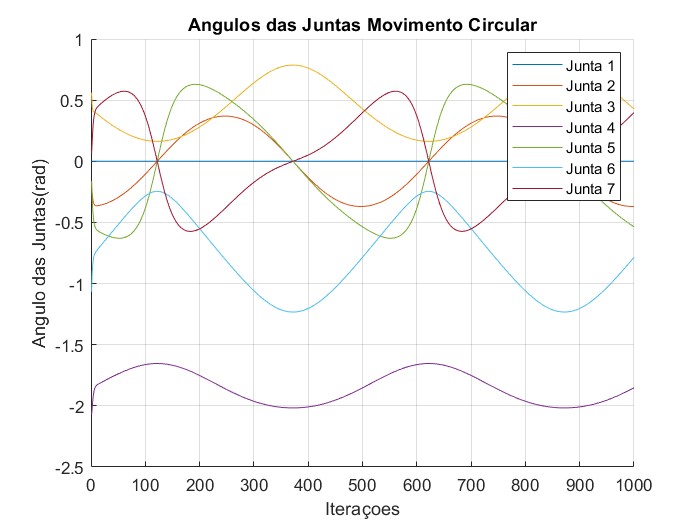 Angulos das Juntas Movimento Circular
1
0.5
0
-0.5
-1
-1.5
-2
-2.5
Angulo das Juntas(rad)
Junta 1
Junta 2
Junta 3
Junta 4
Junta 5
Junta 6
Junta 7
0 100 200 300 400 500 600 700 800 900 1000
Iteraçoes